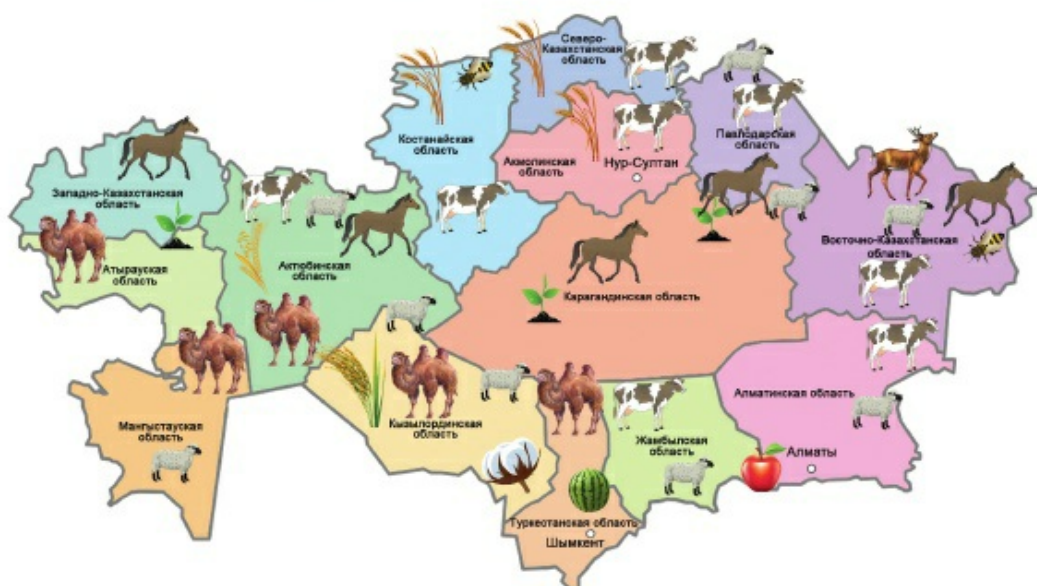 Северо-
Казахстанская
область
Костанайская
область
Павлодарская
область
Акмолинская
область
Нур-Султан
Западно-Казахстанская
область
Атырауская
область
Актюбинская
область
Восточно-Казахстанская
область
Карагандинская область
Алматинская область
Мангыстауская
область
Кызылординская
область
Жамбылская
область
Алматы
Туркестанская область
Шымкент